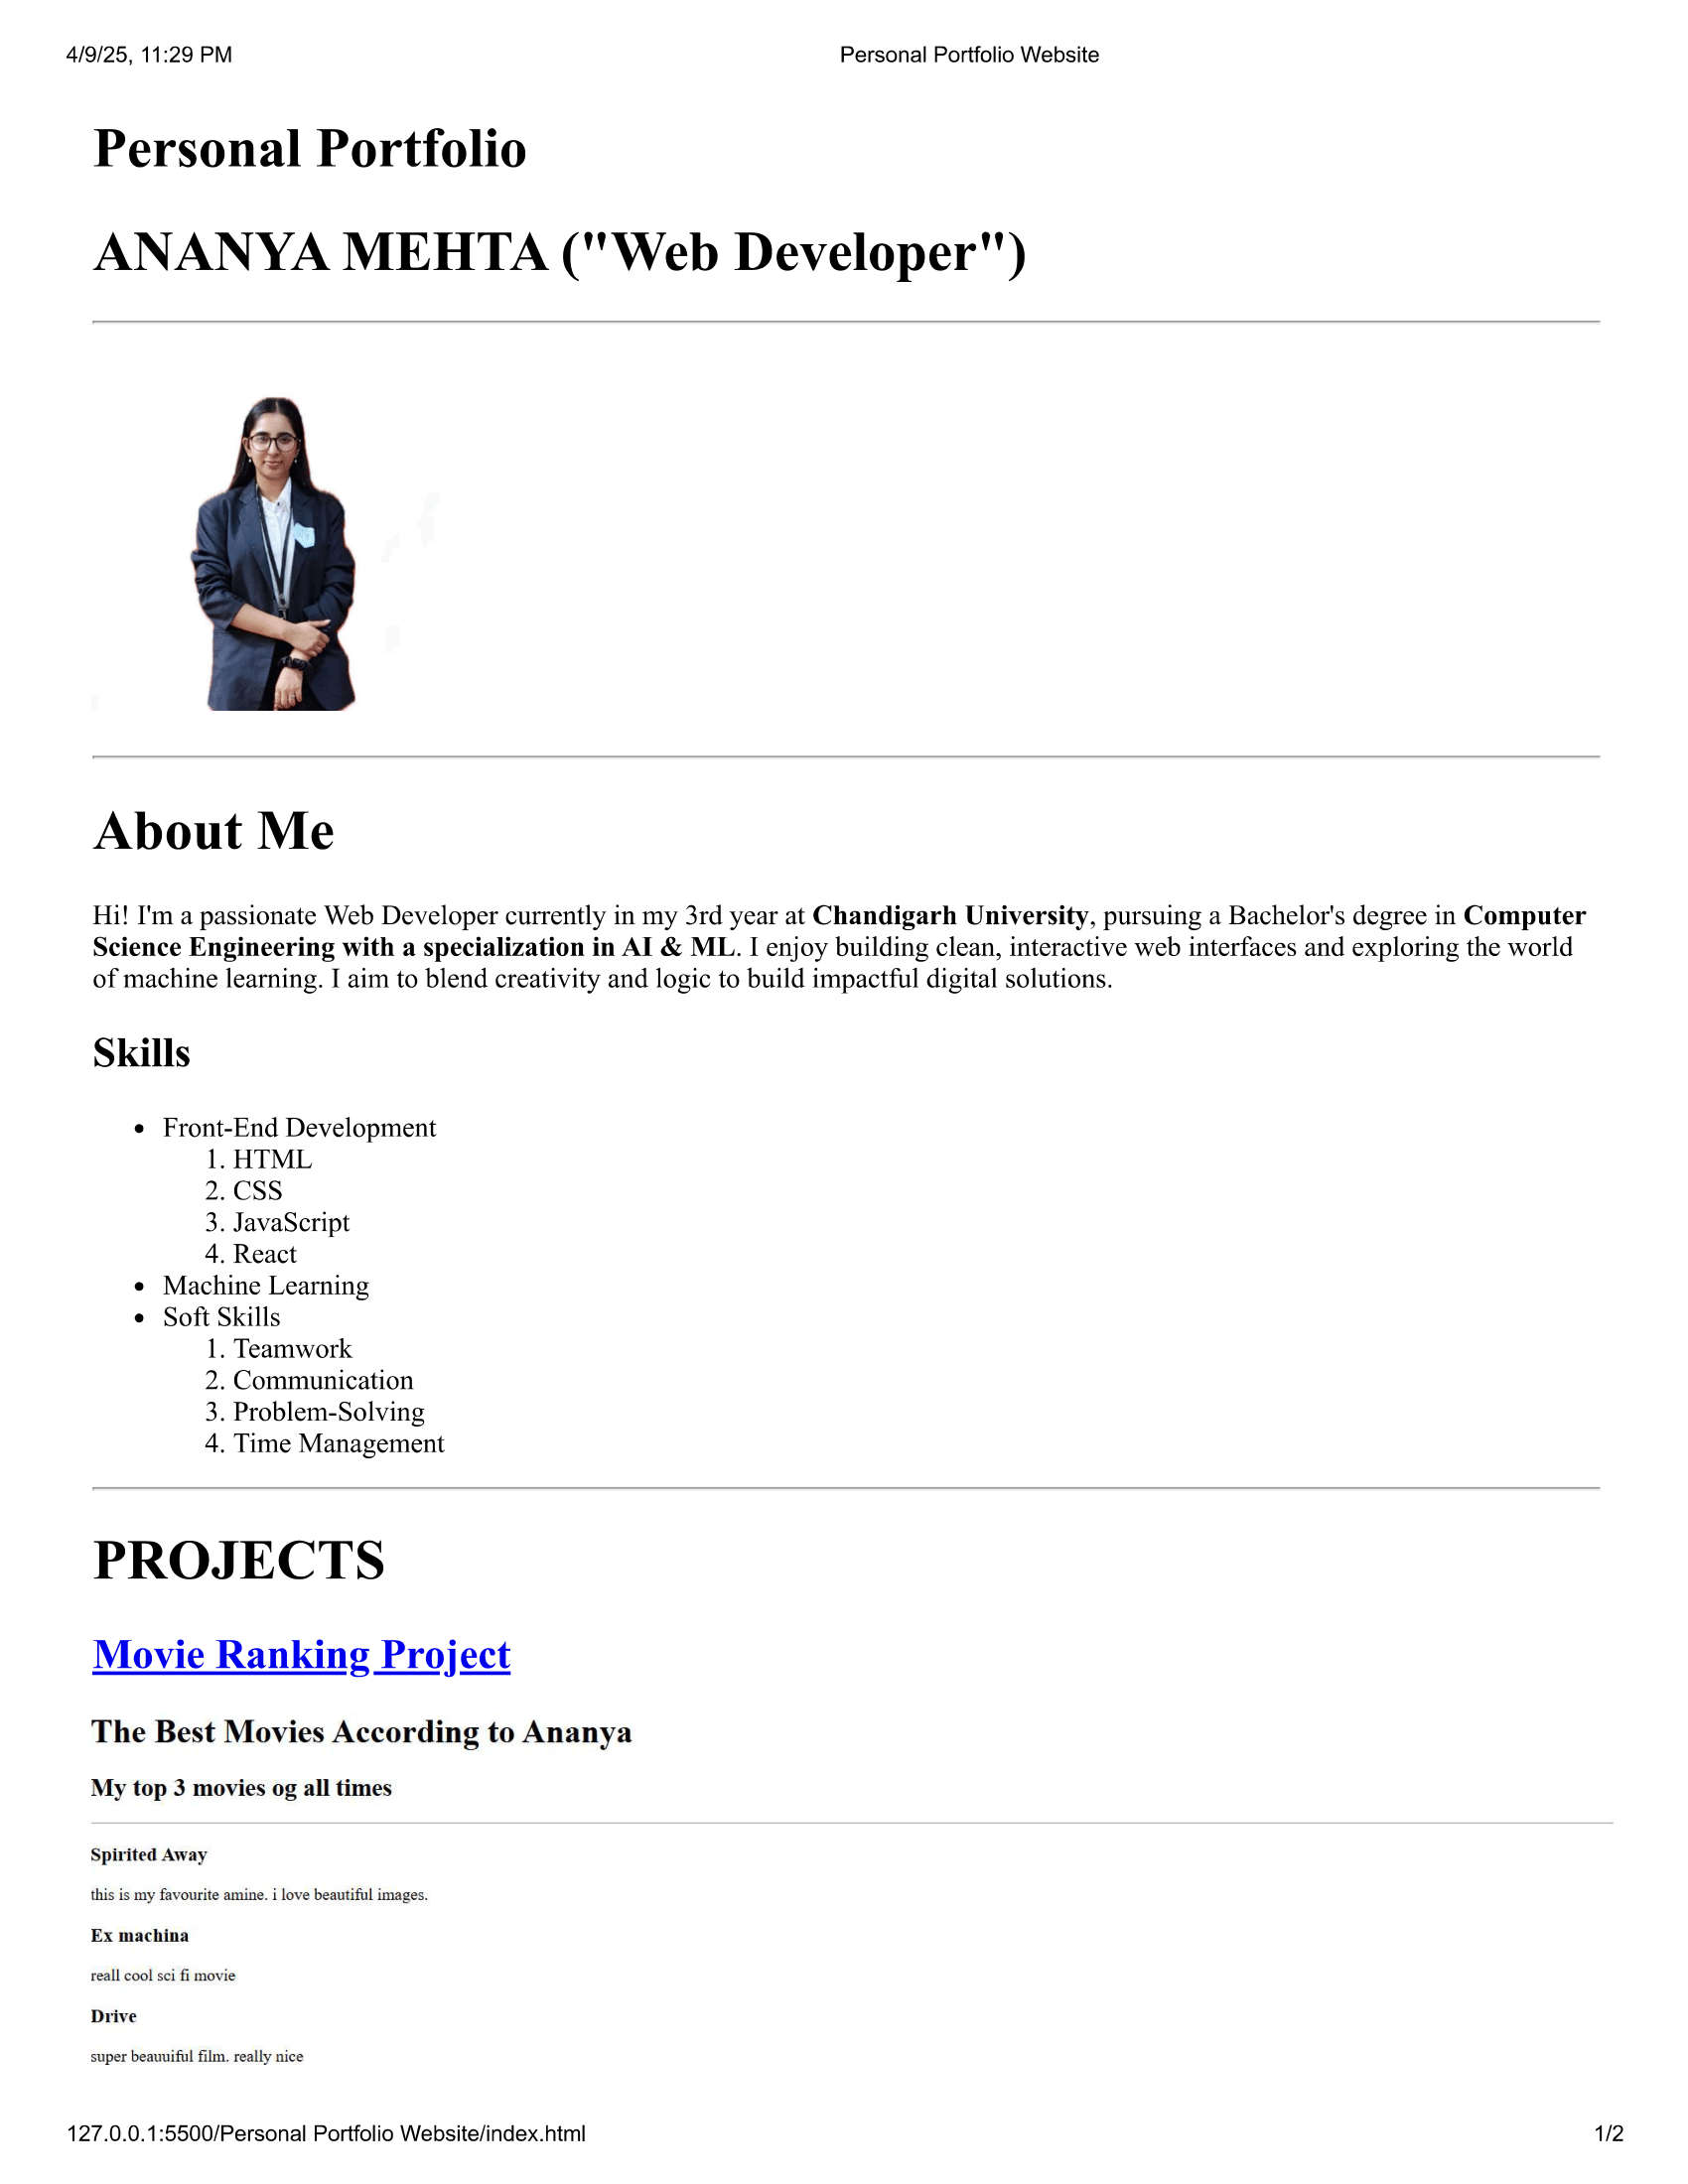 4/9/25, 11:29 PM
Personal Portfolio Website
Personal Portfolio
ANANYA MEHTA ("Web Developer")
About Me
Hi! I'm a passionate Web Developer currently in my 3rd year at Chandigarh University, pursuing a Bachelor's degree in Computer
Science Engineering with a specialization in AI & ML. I enjoy building clean, interactive web interfaces and exploring the world
of machine learning. I aim to blend creativity and logic to build impactful digital solutions.
Skills
• Front-End Development
1. HTML
2. CSS
3. JavaScript
4. React
• Machine Learning
• Soft Skills
1. Teamwork
2. Communication
3. Problem-Solving
4. Time Management
PROJECTS
Movie Ranking Project
The Best Movies According to Ananya
My top 3 movies og all times
Spirited Away
this is my favourite amine. i love beautiful images.
Ex machina
reall cool sci fi movie
Drive
super beauuiful film. really nice
127.0.0.1:5500/Personal Portfolio Website/index.html
1/2